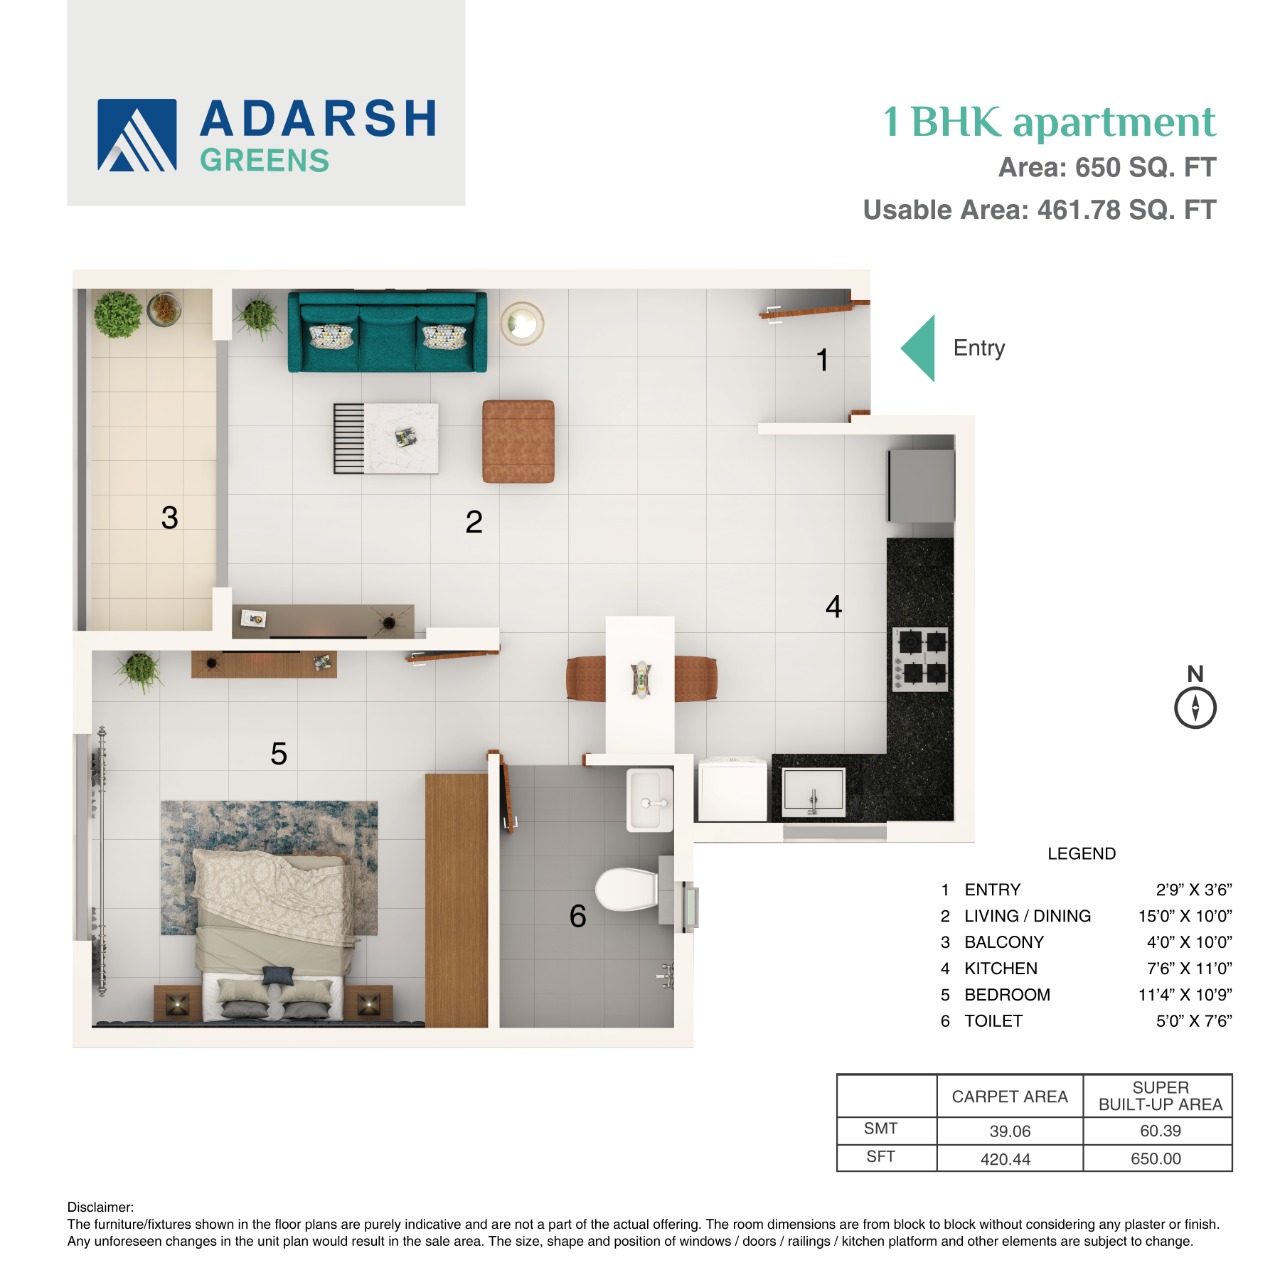 ADARSH
GREENS
1 BHK apartment
Area: 650 SQ. FT
Usable Area: 461.78 SQ. FT
1
Entry
3
2
4
5
6
N
LEGEND
1 ENTRY 2'9” X 3'6”
2 LIVING / DINING 15'0” X 10'0”
3 BALCONY 4'0” X 10'0”
4 KITCHEN 7'6” X 11'0”
5 BEDROOM 11'4” X 10'9”
6 TOILET 5'0” X 7'6”
CARPET AREA SUPER
BUILT-UP AREA
SMT 39.06 60.39
SFT 420.44 650.00
Disclaimer:
The furniture/fixtures shown in the floor plans are purely indicative and are not a part of the actual offering. The room dimensions are from block to block without considering any plaster or finish.
Any unforeseen changes in the unit plan would result in the sale area. The size, shape and position of windows / doors / railings / kitchen platform and other elements are subject to change.